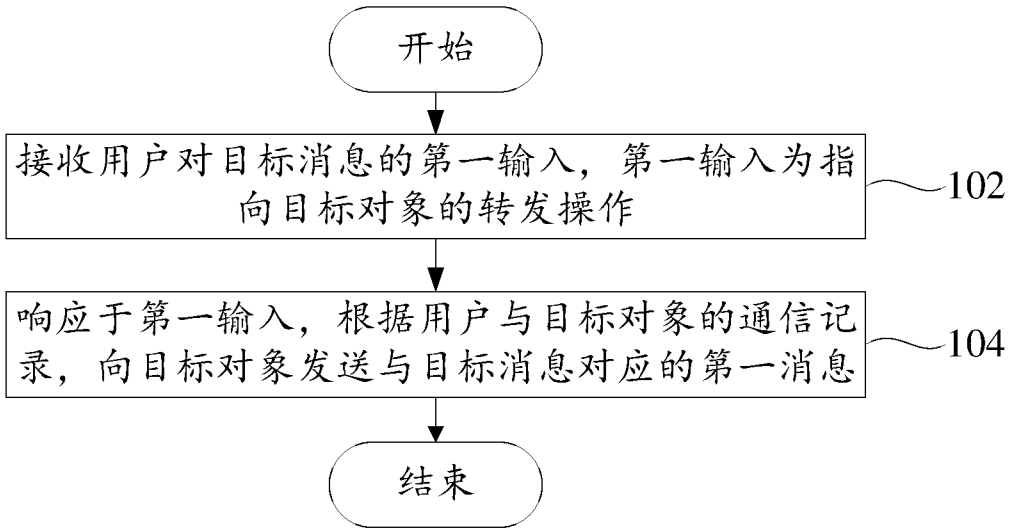 开始
接收用户对目标消息的第一输入，第一输入为指
向目标对象的转发操作
102
响应于第一输入，根据用户与目标对象的通信记
录，向目标对象发送与目标消息对应的第一消息
104
结束